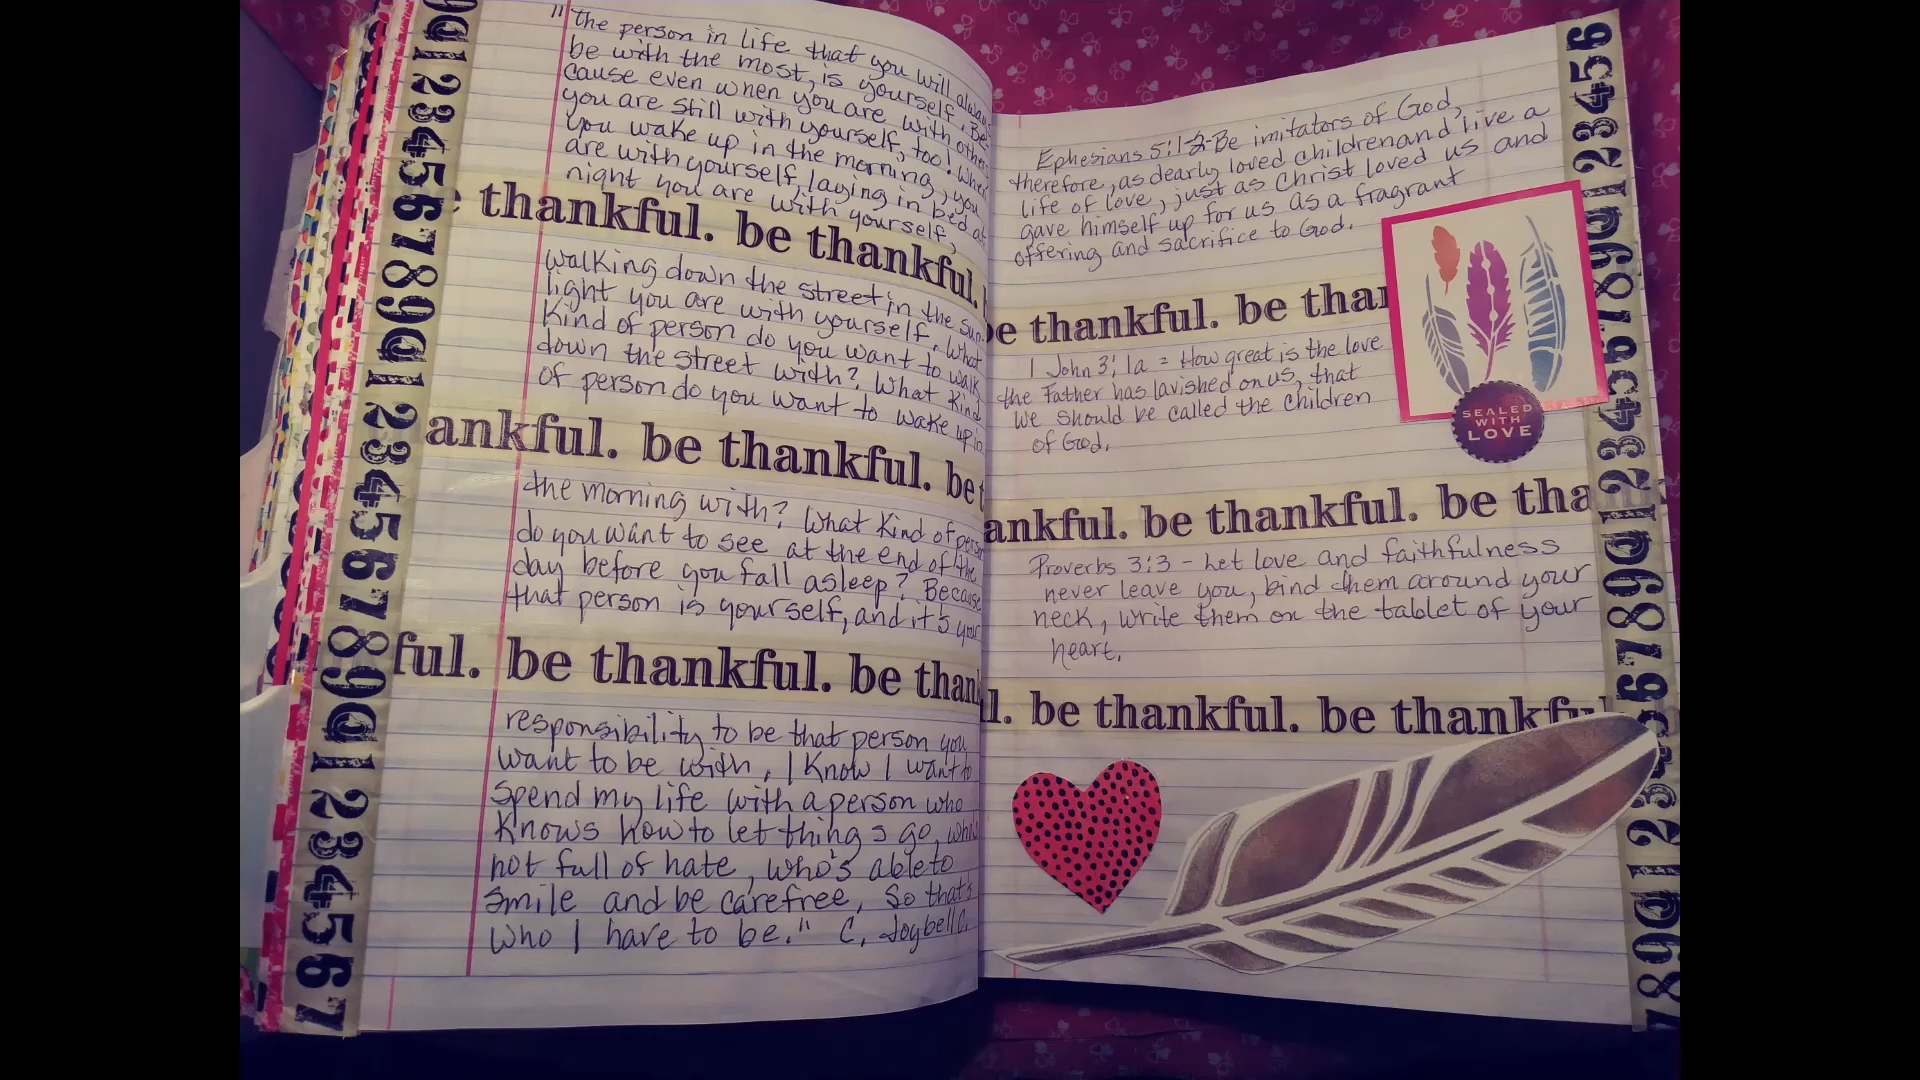 "The person in life that you will always
be with the most, is yourself. Be-
cause even when you are with others
you are still with yourself, too! When
you wake up in the morning, you
are with yourself, laying in bed at
night you are with yourself,
thankful. be thankful.
walking down the street in the sun-
light you are with yourself. What
kind of person do you want to walk
down the street with? What kind
of person do you want to wake up in
ankful. be thankful. be t
the morning with? What kind of person
do you want to see at the end of the
day before you fall asleep? Because
that person is yourself, and it's your
ful. be thankful. be than
responsibility to be that person you
want to be with. I know I want to
spend my life with a person who
knows how to let things go, who's
not full of hate, who's able to
smile and be carefree. So that's
who I have to be." C. Joybell C.
Ephesians 5:1-2-Be imitators of God,
therefore, as dearly loved childrenand live a
life of love, just as Christ loved us and
gave himself up for us as a fragrant
offering and sacrifice to God.
be thankful. be than
1 John 3:1a = How great is the love
the Father has lavished on us, that
we should be called the children
of God.
SEALED
WITH
LOVE
ankful. be thankful. be tha
Proverbs 3:3 - Let love and faithfulness
never leave you, bind them around your
neck, write them on the tablet of your
heart.
l. be thankful. be thankful
90123456789012345678901234567
1234567890123456789012345678901234567890